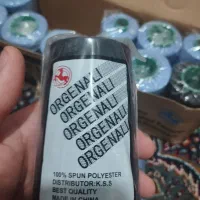 ORGENALI
ORGENALI
ORGENALI
ORGENALI
ORGENALI
100% SPUN POLYESTER
DISTRIBUTOR:K.S.S
BEST QUALITY
MADE IN CHINA